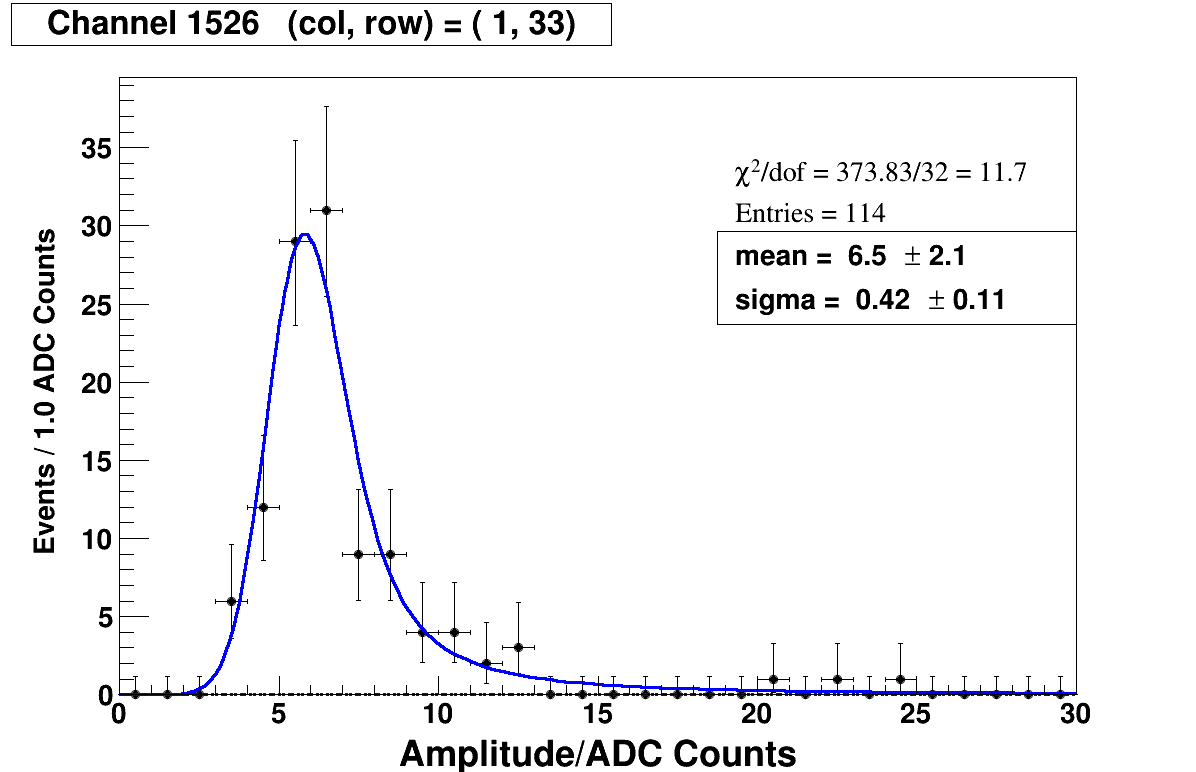 Channel 1526 (col, row) = ( 1, 33)
χ²/dof = 373.83/32 = 11.7
Entries = 114
mean = 6.5 ± 2.1
sigma = 0.42 ± 0.11
Events / 1.0 ADC Counts
35
30
25
20
15
10
5
0
0 5 10 15 20 25 30
Amplitude/ADC Counts